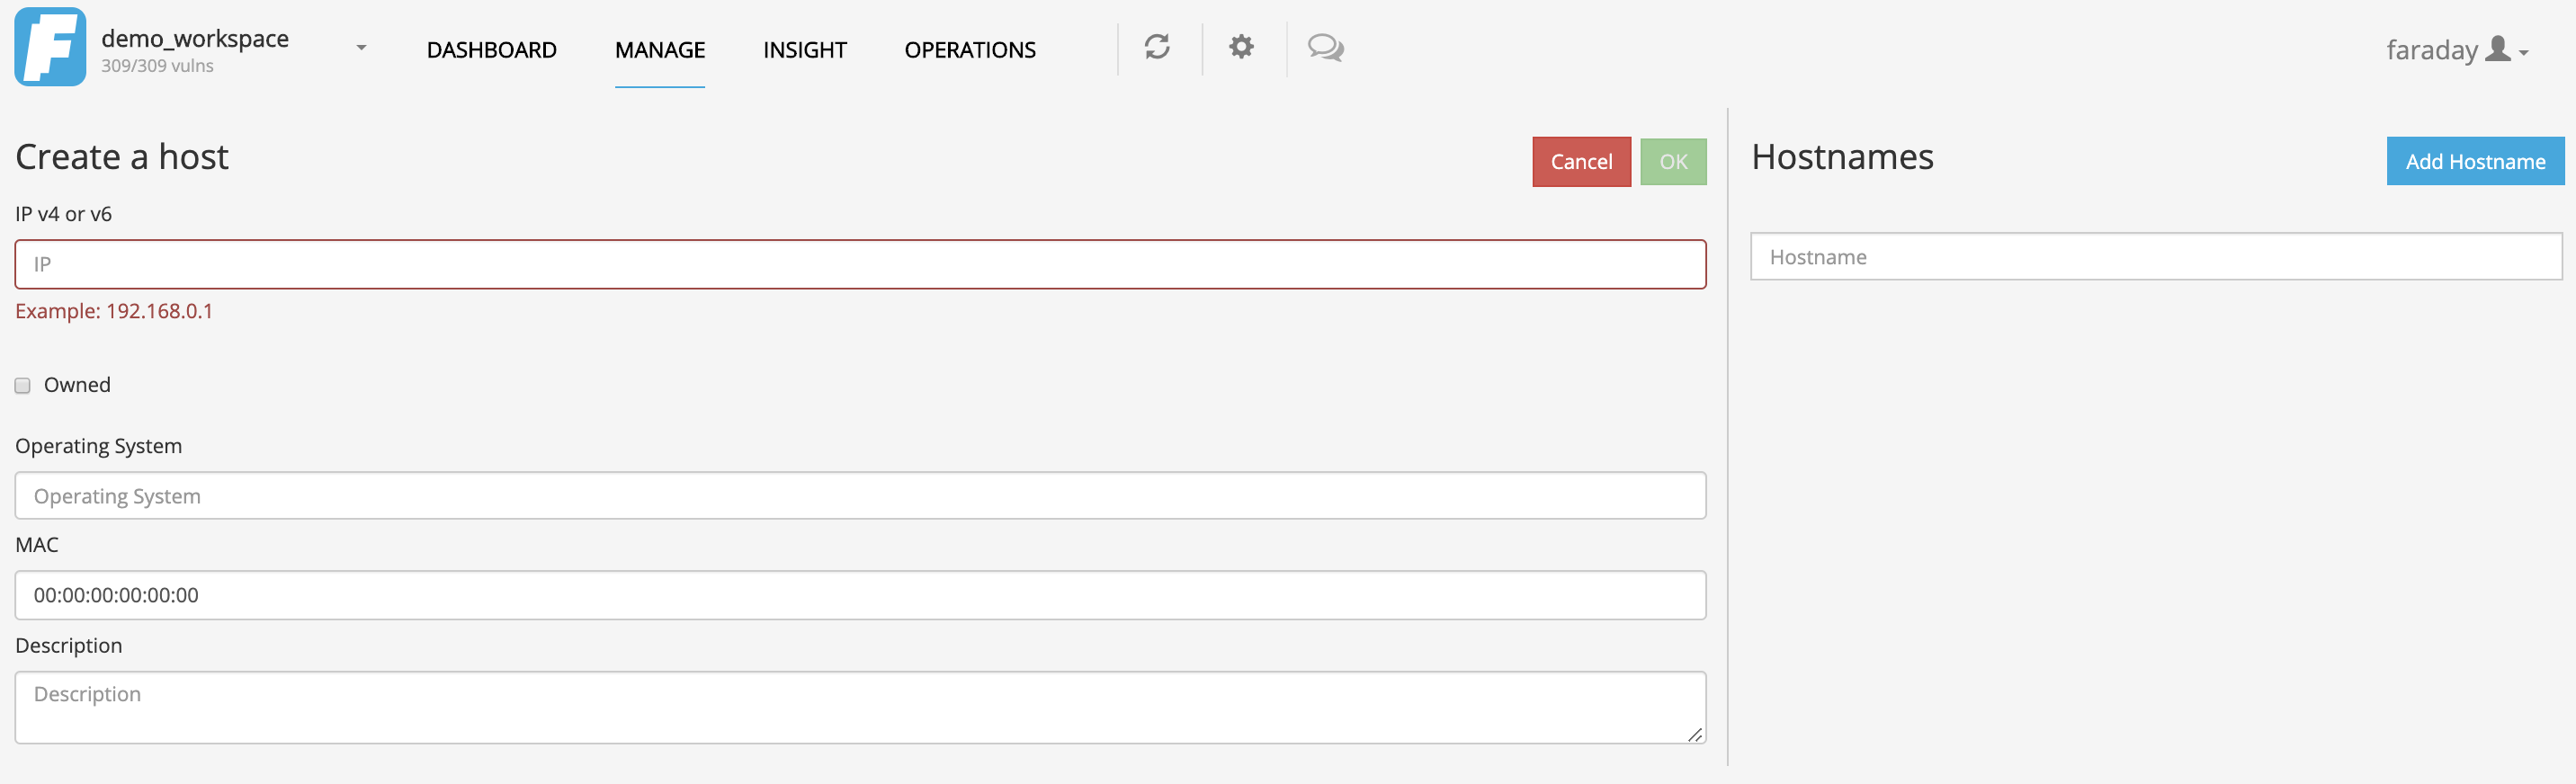 demo_workspace
309/309 vulns
DASHBOARD MANAGE INSIGHT OPERATIONS
faraday
Create a host
Cancel OK
IP v4 or v6
IP
Example: 192.168.0.1
Owned
Operating System
Operating System
MAC
00:00:00:00:00:00
Description
Description
Hostnames
Add Hostname
Hostname